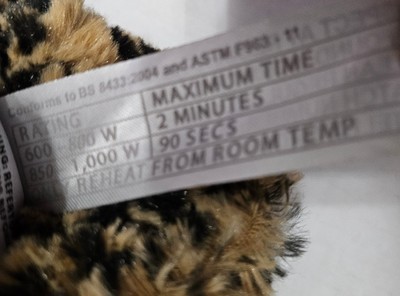 Conforms to BS 8433:2004 and ASTM F963 - 11
RATING MAXIMUM TIME
600 - 800 W 2 MINUTES
850 - 1,000 W 90 SECS
ONLY REHEAT FROM ROOM TEMP